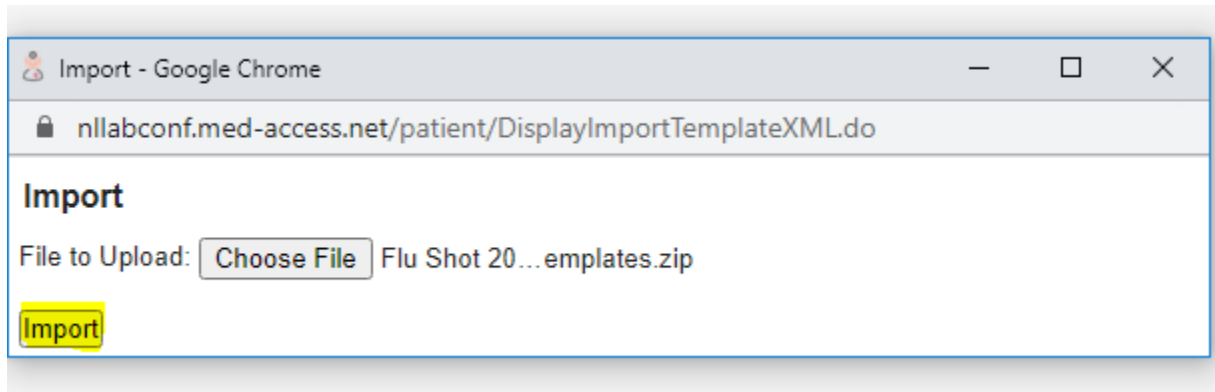 Import - Google Chrome
nllabconf.med-access.net/patient/DisplayImportTemplateXML.do
Import
File to Upload: Choose File Flu Shot 20...emplates.zip
Import